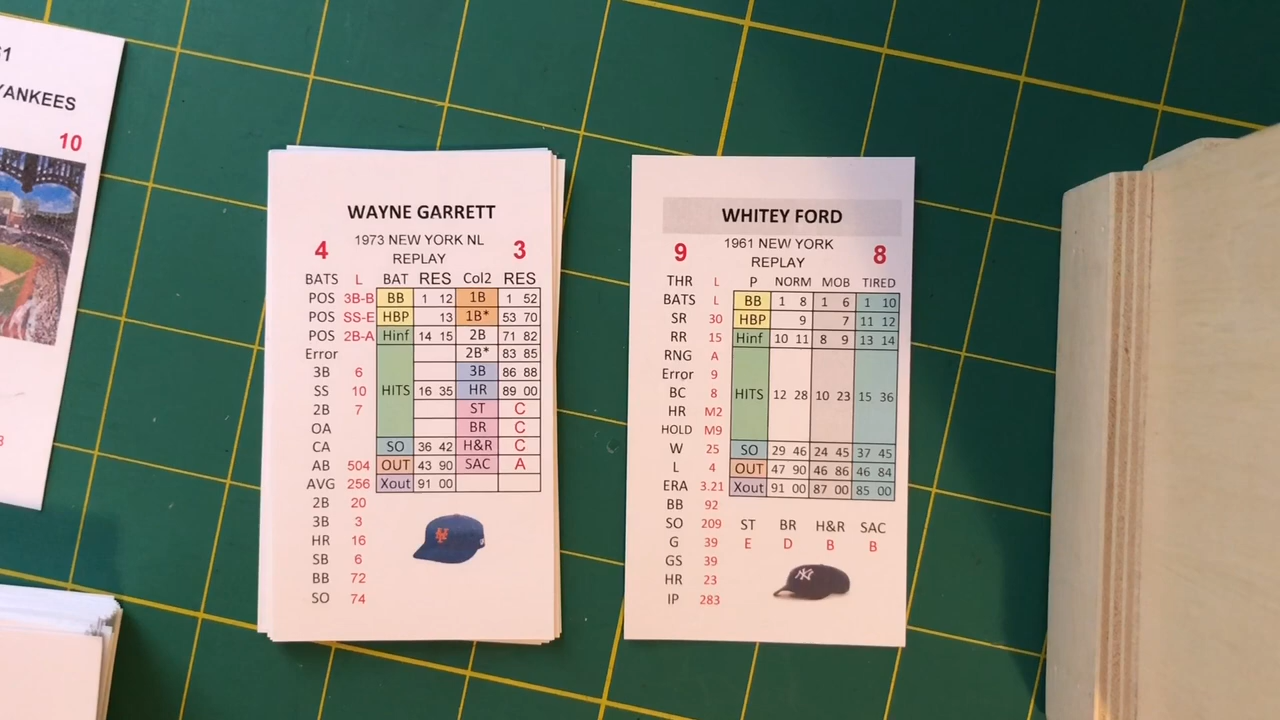 61
YANKEES
10
WAYNE GARRETT
4 1973 NEW YORK NL 3
REPLAY
BATS L BAT RES Col2 RES
POS 3B-B BB 1 12 1B 1 52
POS SS-E HBP 13 1B* 53 70
POS 2B-A Hinf 14 15 2B 71 82
Error 2B* 83 85
3B 6 3B 86 88
SS 10 HITS 16 35 HR 89 00
2B 7 ST C
OA BR C
CA SO 36 42 H&R C
AB 504 OUT 43 90 SAC A
AVG 256 Xout 91 00
2B 20
3B 3
HR 16
SB 6
BB 72
SO 74
WHITEY FORD
9 1961 NEW YORK 8
REPLAY
THR L P NORM MOB TIRED
BATS L BB 1 8 1 6 1 10
SR 30 HBP 9 7 11 12
RR 15 Hinf 10 11 8 9 13 14
RNG A
Error 9
BC 8 HITS 12 28 10 23 15 36
HR M2
HOLD M9
W 25 SO 29 46 24 45 37 45
L 4 OUT 47 90 46 86 46 84
ERA 3.21 Xout 91 00 87 00 85 00
BB 92
SO 209 ST BR H&R SAC
G 39 E D B B
GS 39
HR 23
IP 283